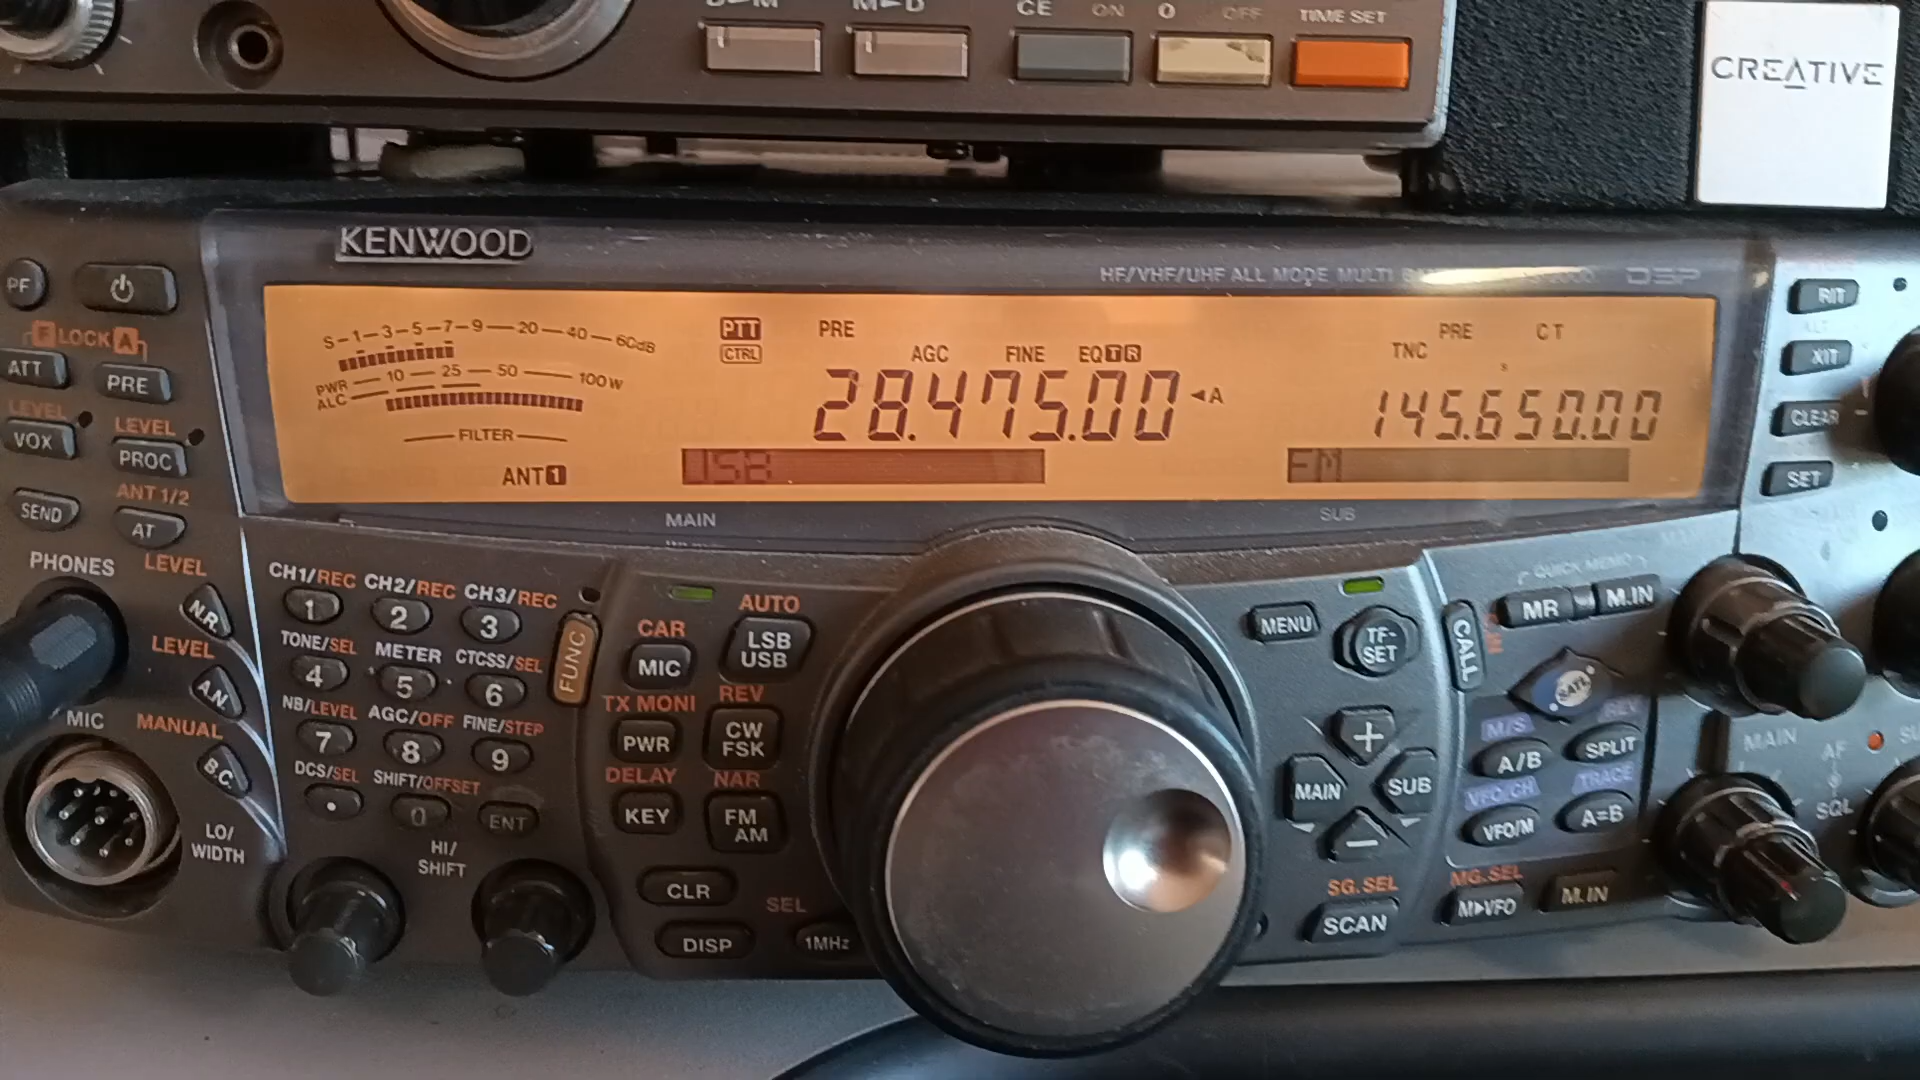 CE ON O OFF TIME SET
CREATIVE
KENWOOD
HF/VHF/UHF ALL MODE MULTI DSP
PF
F LOCK A
ATT PRE
LEVEL
VOX
LEVEL
PROC
ANT 1/2
SEND
AT
PHONES
LEVEL
N.R.
LEVEL
A.N.
MIC
MANUAL
B.C.
LO/
WIDTH
HI/
SHIFT
S-1-3-5-7-9-20-40-60dB
PWR 10 25 50 100W
ALC
FILTER
ANT 1
PTT
CTRL
PRE
AGC FINE EQ T R
28.475.00 ◄A
USB
PRE CT
TNC
s
145.650.00
FM
MAIN
SUB
CH1/REC CH2/REC CH3/REC
1 2 3
TONE/SEL METER CTCSS/SEL
4 5 6
NB/LEVEL AGC/OFF FINE/STEP
7 8 9
DCS/SEL SHIFT/OFFSET
. 0 ENT
FUNC
CAR
MIC
AUTO
LSB
USB
TX MONI
PWR
REV
CW
FSK
DELAY
KEY
NAR
FM
AM
CLR
SEL
DISP 1MHz
MENU
TF-
SET
+
MAIN SUB
−
SG.SEL
SCAN
CALL
QUICK MEMO
MR M.IN
SATL
M/S REV
A/B SPLIT
VFO/CH TRACE
VFO/M A=B
MG.SEL
M►VFO M.IN
RIT
XIT
CLEAR
SET
MAIN AF
SQL